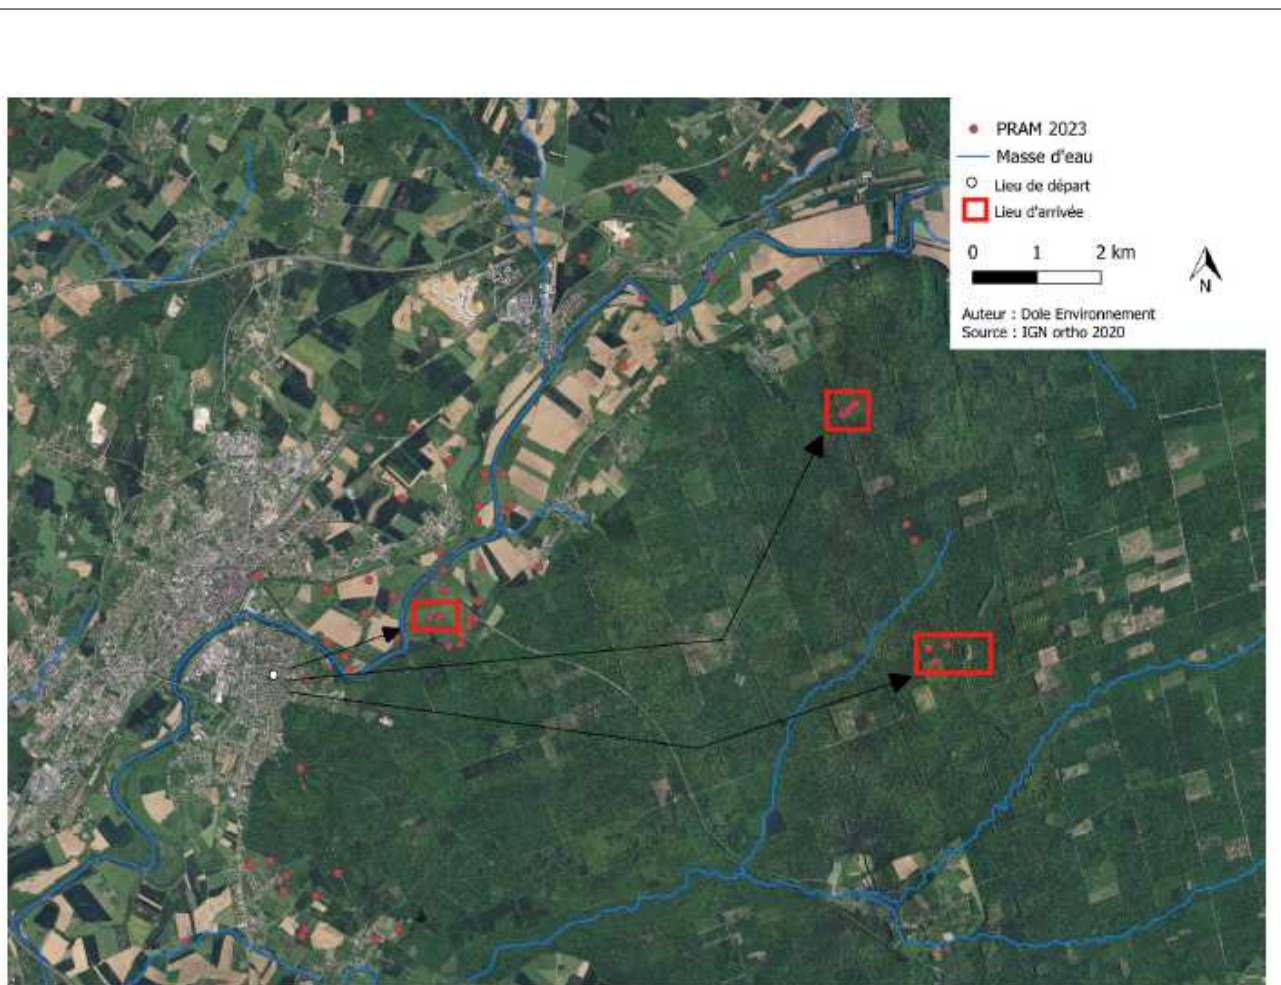 PRAM 2023
Masse d'eau
Lieu de départ
Lieu d'arrivée
0 1 2 km
N
Auteur : Dole Environnement
Source : IGN ortho 2020